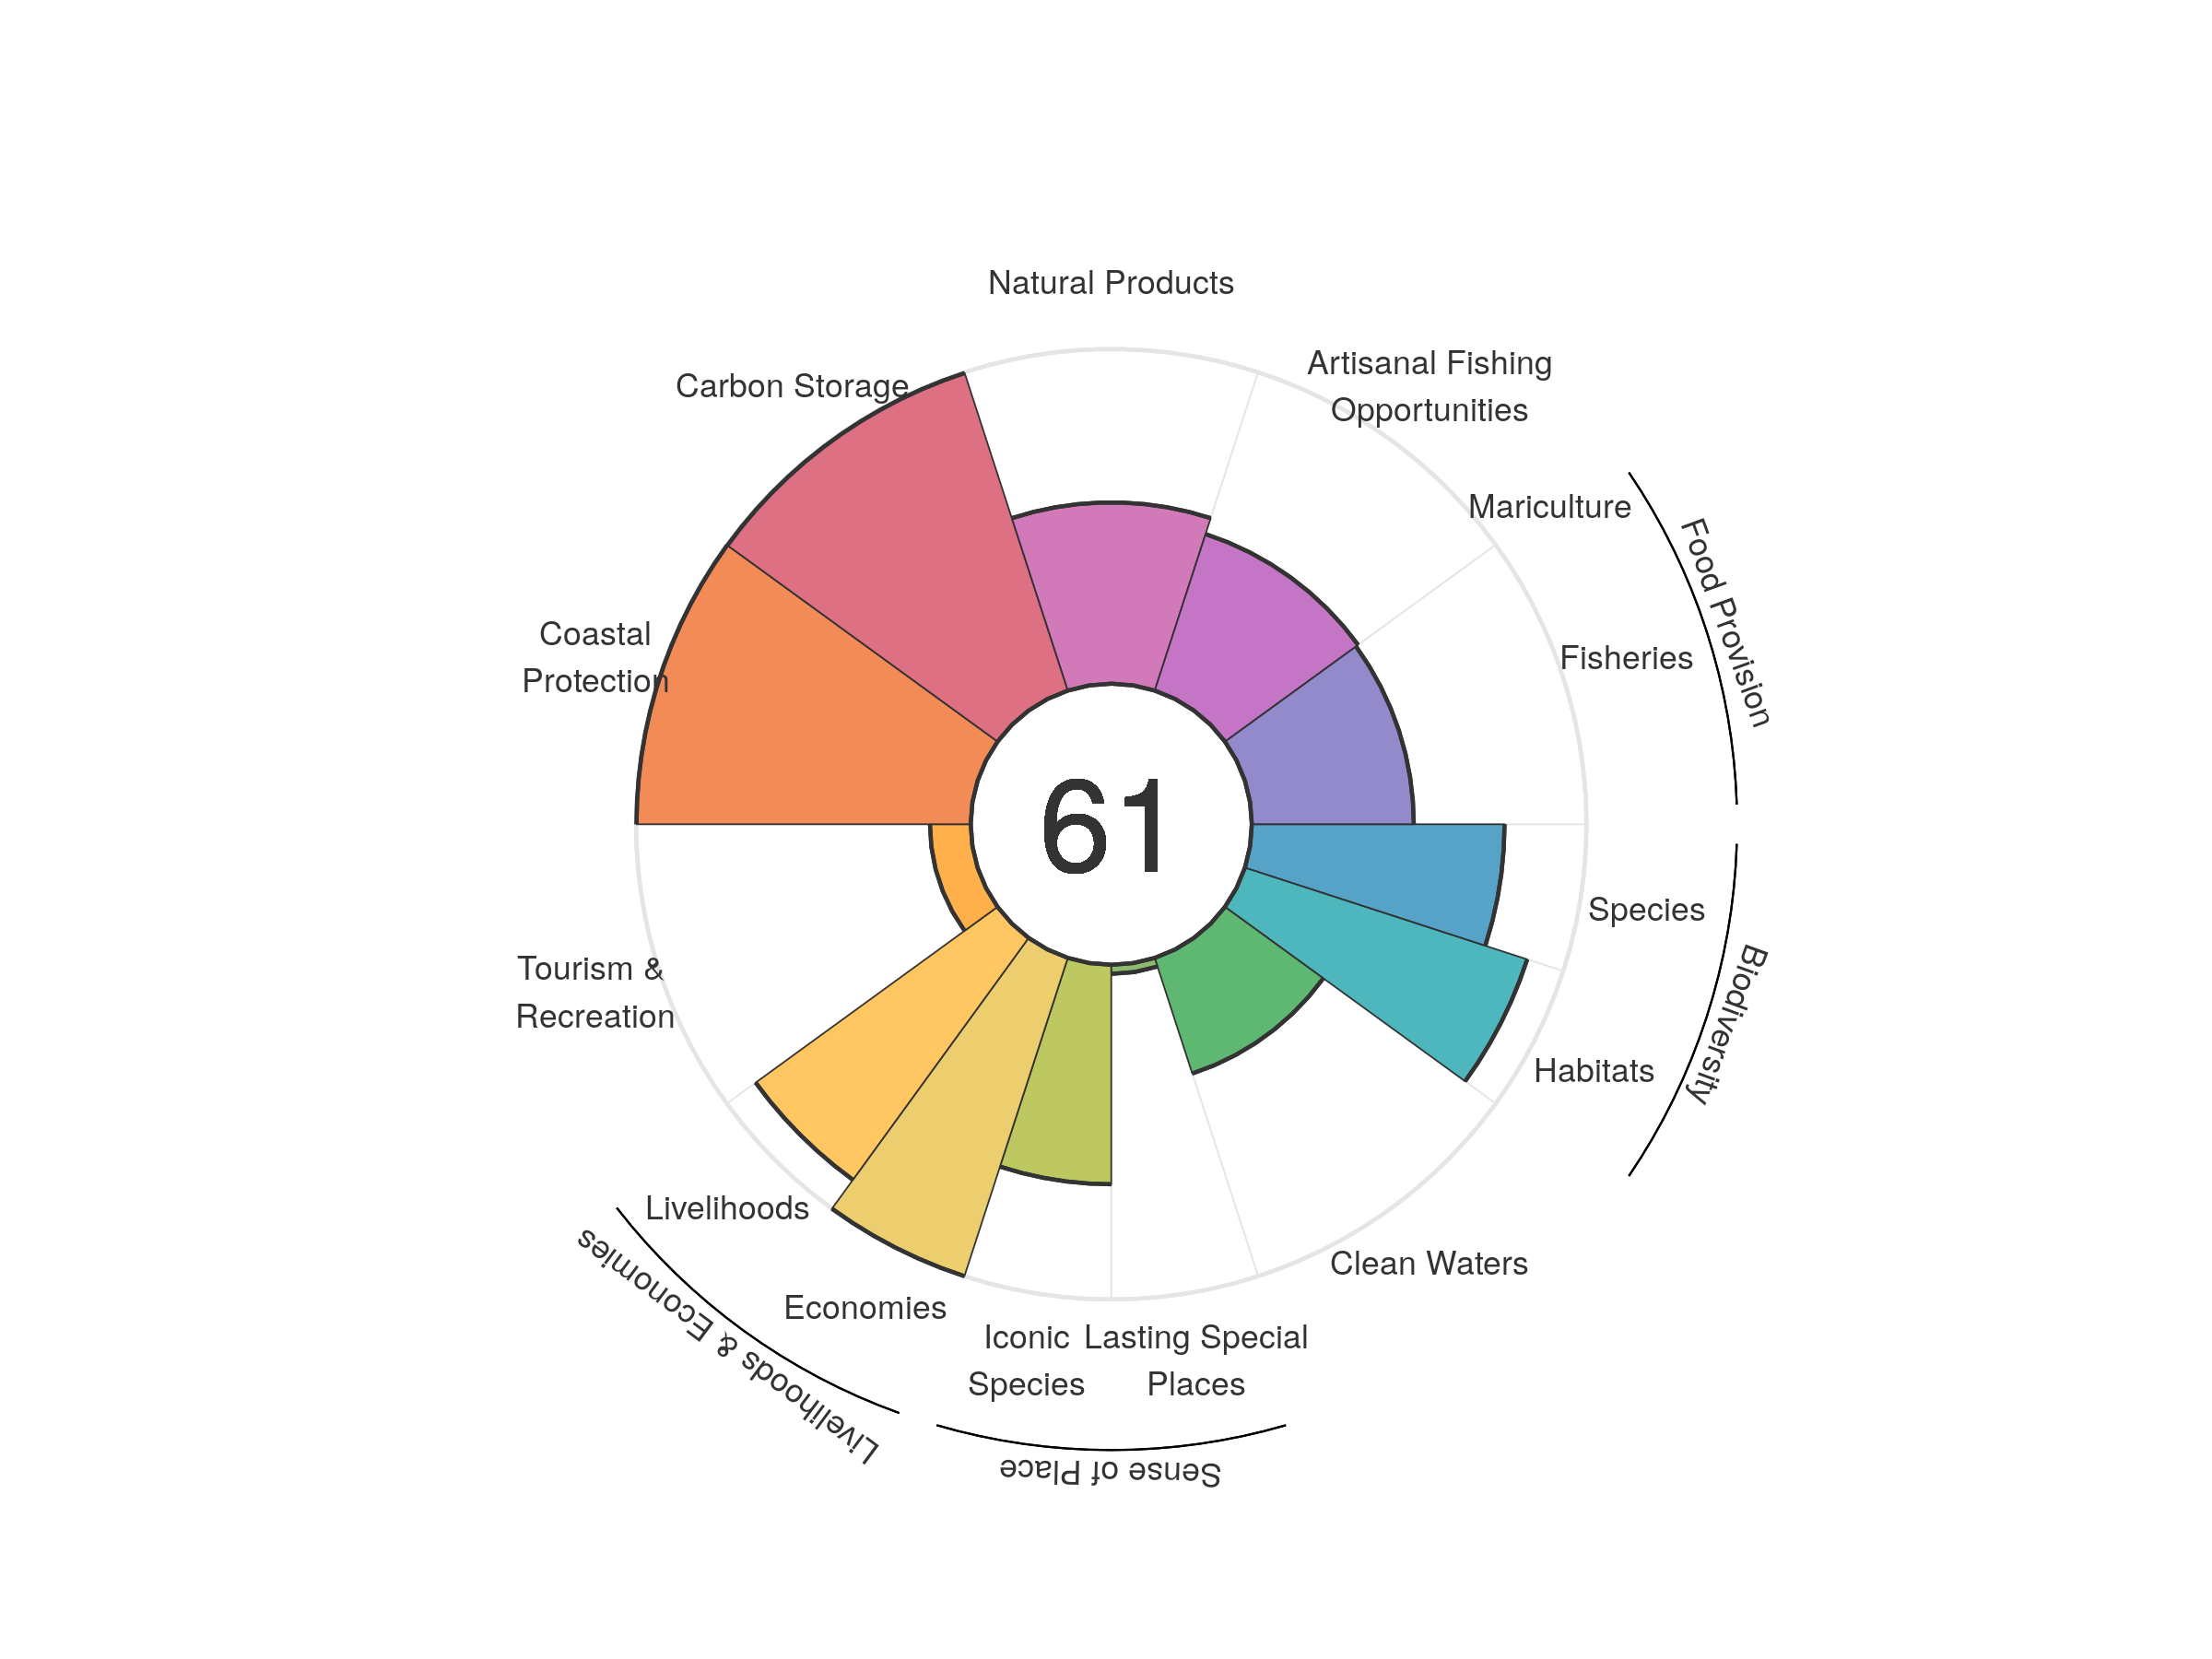 Natural Products
Carbon Storage
Artisanal Fishing
Opportunities
Mariculture
Food Provision
Fisheries
Coastal
Protection
61
Species
Biodiversity
Tourism &
Recreation
Habitats
Livelihoods
Clean Waters
Economies
Livelihoods & Economies
Iconic
Species
Lasting Special
Places
Sense of Place